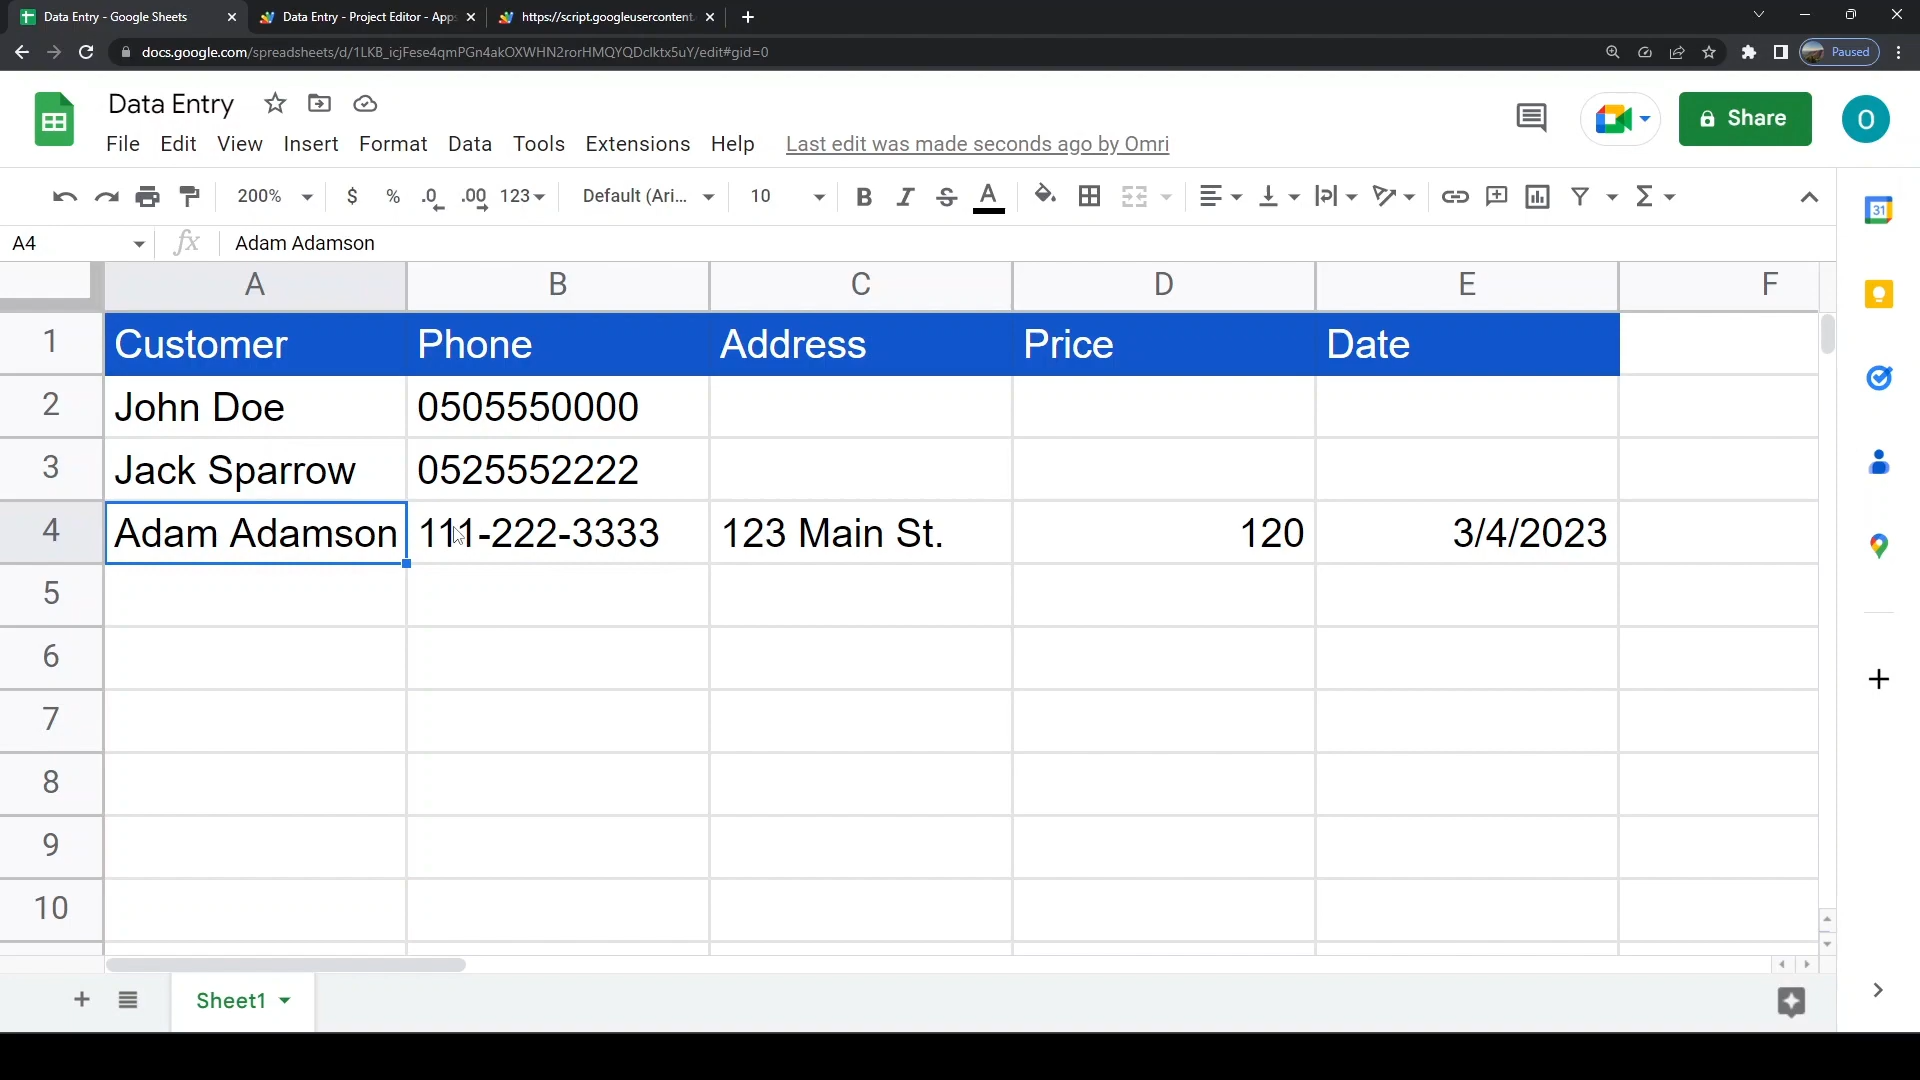 Data Entry - Google Sheets
Data Entry - Project Editor - Apps
https://script.googleusercontent.
docs.google.com/spreadsheets/d/1LKB_icjFese4qmPGn4akOXWHN2rorHMQYQDclktx5uY/edit#gid=0
Paused
Data Entry
Share
O
File Edit View Insert Format Data Tools Extensions Help Last edit was made seconds ago by Omri
200% $ % .0 .00 123 Default (Ari... 10 B I S A Σ
31
A4 fx Adam Adamson
A B C D E F
1 Customer Phone Address Price Date
2 John Doe 0505550000
3 Jack Sparrow 0525552222
4 Adam Adamson 111-222-3333 123 Main St. 120 3/4/2023
5
6
7
8
9
10
Sheet1